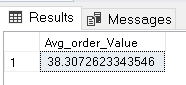 Results Messages
Avg_order_Value
1 38.3072623343546